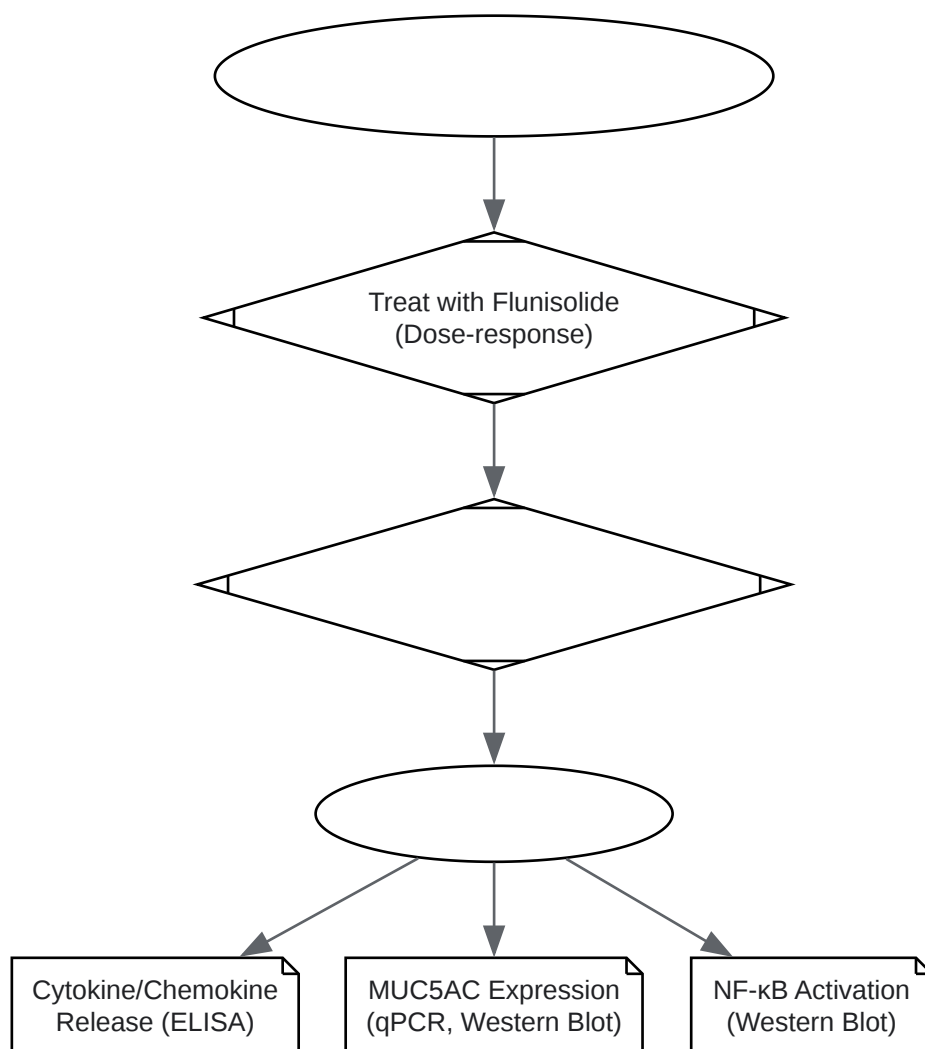 Treat with Flunisolide
(Dose-response)
Cytokine/Chemokine
Release (ELISA)
MUC5AC Expression
(qPCR, Western Blot)
NF-κB Activation
(Western Blot)